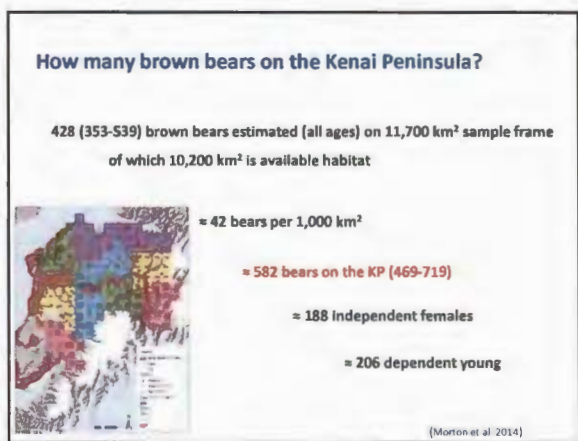 How many brown bears on the Kenai Peninsula?
428 (353-539) brown bears estimated (all ages) on 11,700 km² sample frame
of which 10,200 km² is available habitat
≈ 42 bears per 1,000 km²
≈ 582 bears on the KP (469-719)
≈ 188 independent females
≈ 206 dependent young
(Morton et al 2014)